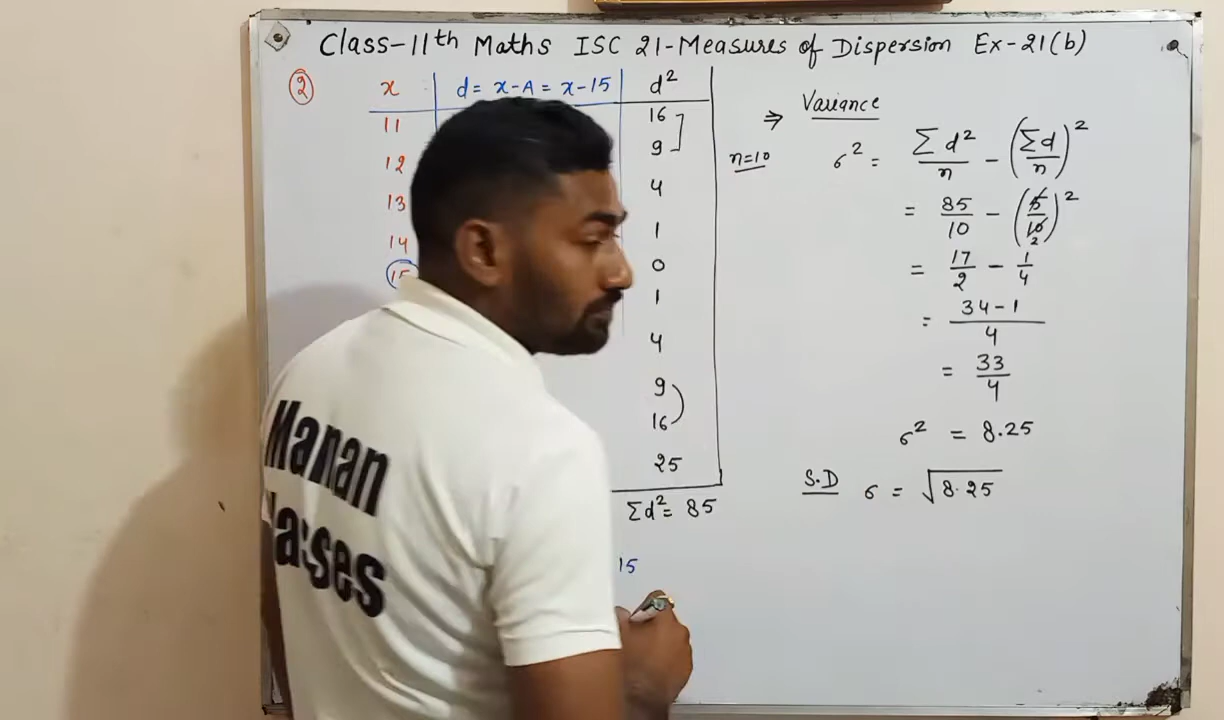 Class-11th Maths ISC 21-Measures of Dispersion Ex-21(b)
② x d = x-A = x-15 d²
11 16
12 9
13 4
14 1
15 0
1
4
9
16
25
Σd² = 85
15
n=10
⇒ Variance
σ² = Σd²/n - (Σd/n)²
= 85/10 - (5/10)²
2
= 17/2 - 1/4
= 34-1/4
= 33/4
σ² = 8.25
S.D σ = √8.25
Manan
Classes